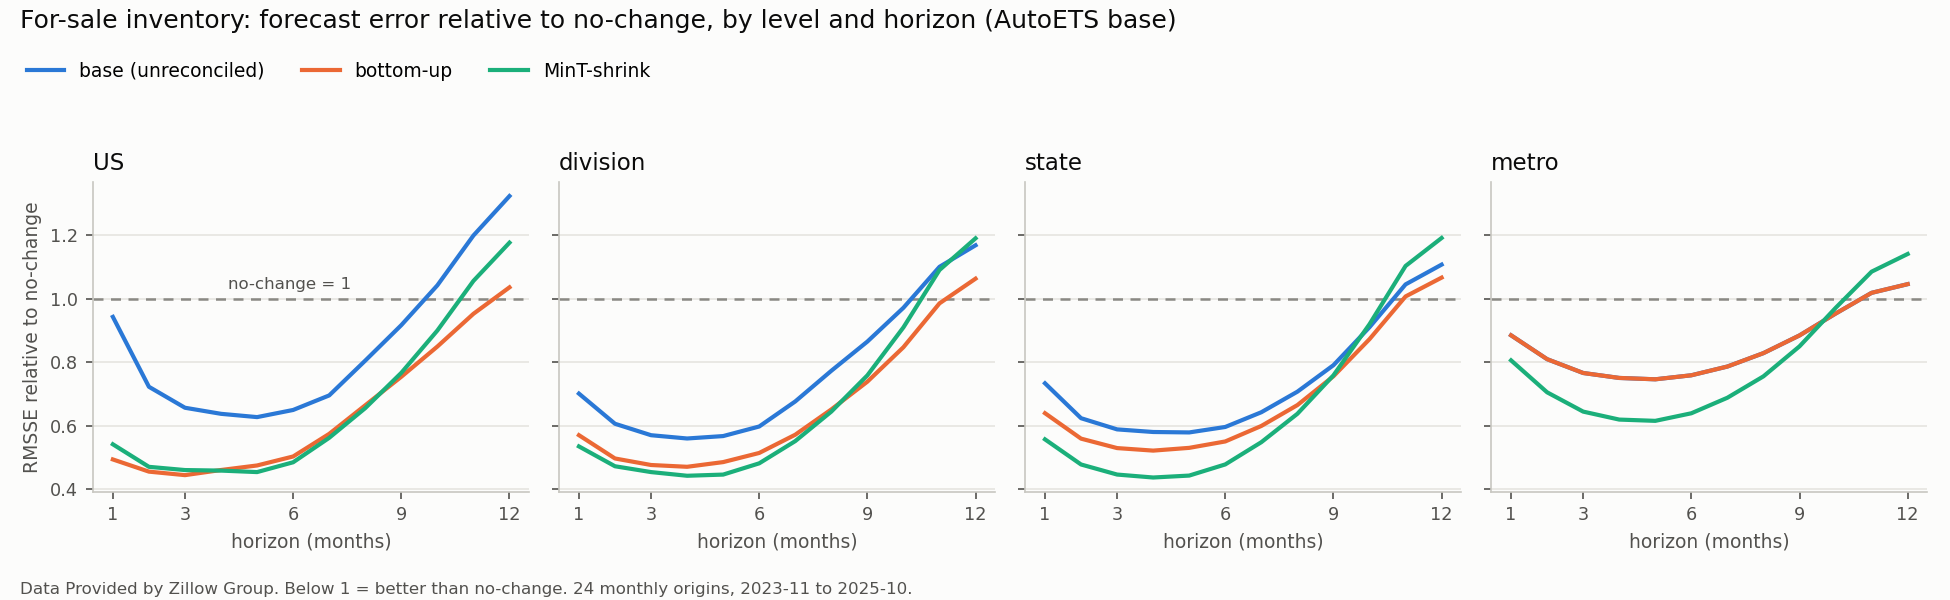 For-sale inventory: forecast error relative to no-change, by level and horizon (AutoETS base)
base (unreconciled) bottom-up MinT-shrink
US division state metro
RMSSE relative to no-change
1.2
1.0
0.8
0.6
0.4
no-change = 1
1 3 6 9 12 1 3 6 9 12 1 3 6 9 12 1 3 6 9 12
horizon (months) horizon (months) horizon (months) horizon (months)
Data Provided by Zillow Group. Below 1 = better than no-change. 24 monthly origins, 2023-11 to 2025-10.